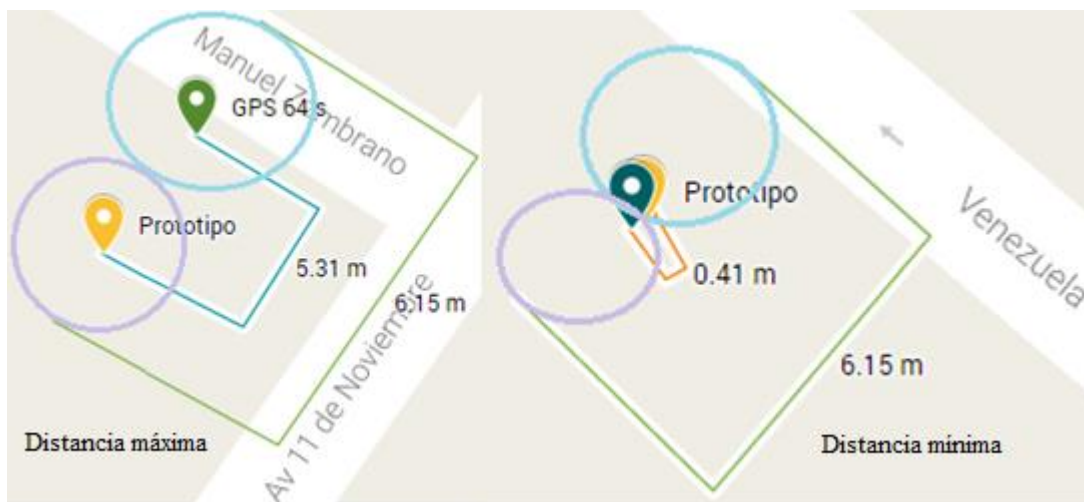 Manuel Zambrano
GPS 64 s
Prototipo
5.31 m
6.15 m
Av 11 de Noviembre
Distancia máxima
Prototipo
0.41 m
Venezuela
6.15 m
Distancia minima